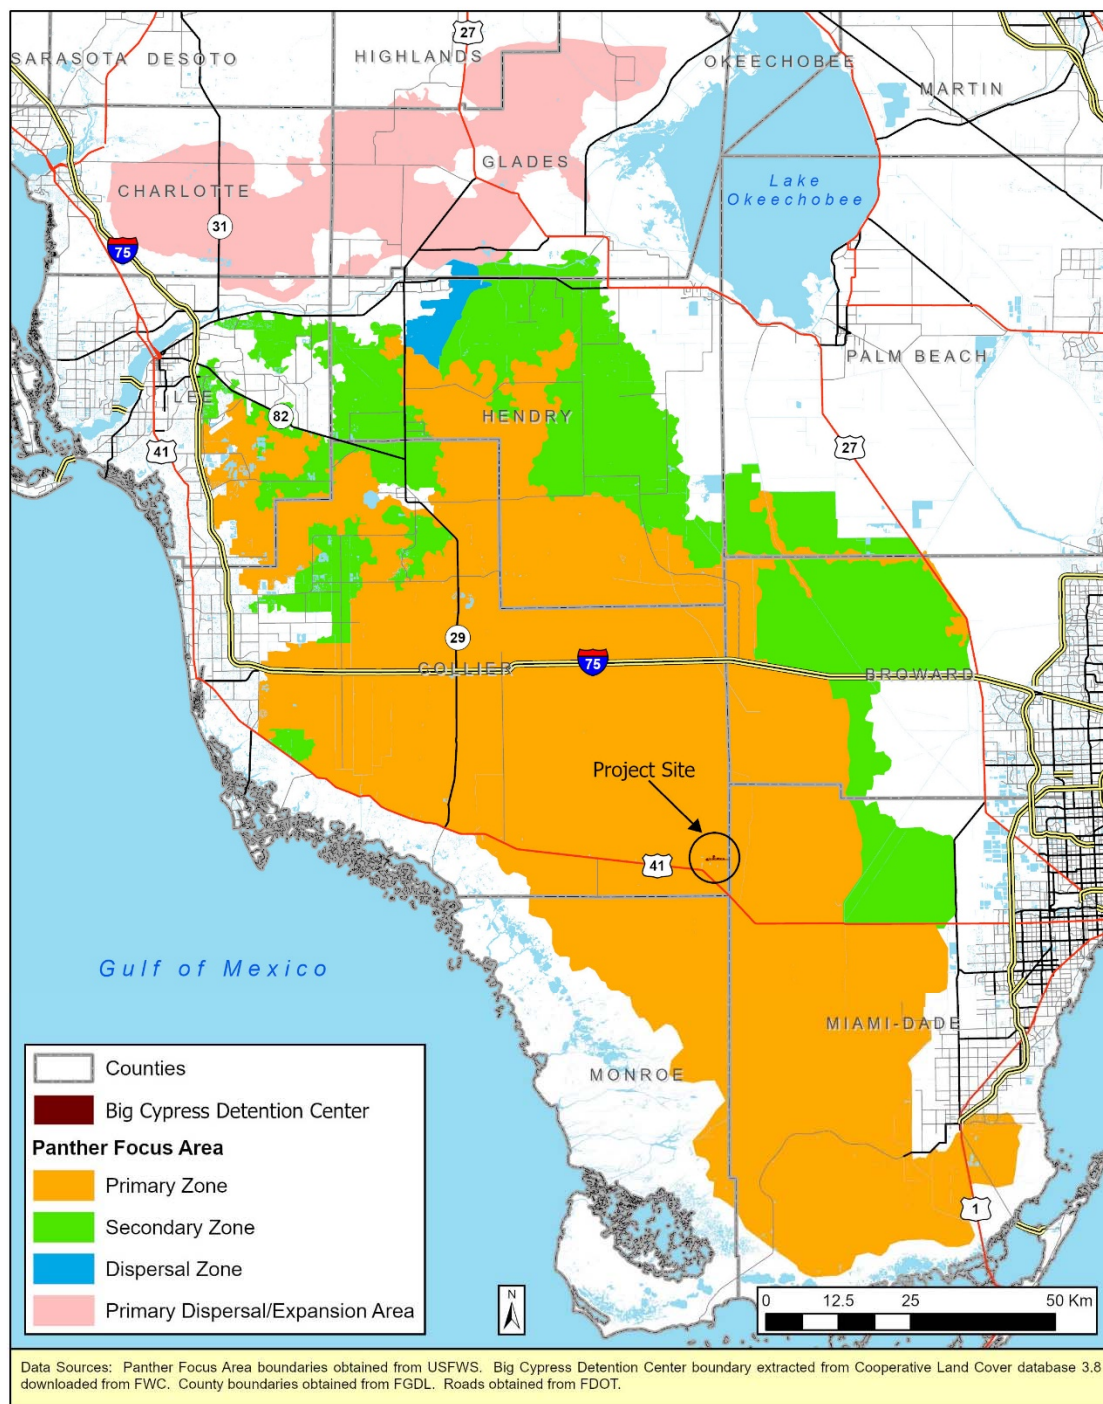 27
SARASOTA DESOTO
HIGHLANDS
OKEECHOBEE
MARTIN
GLADES
CHARLOTTE
Lake
Okeechobee
31
75
PALM BEACH
LEE
HENDRY
82
41
27
29
COLLIER
75
BROWARD
Project Site
41
Gulf of Mexico
MIAMI-DADE
MONROE
1
Counties
Big Cypress Detention Center
Panther Focus Area
Primary Zone
Secondary Zone
Dispersal Zone
Primary Dispersal/Expansion Area
N
0 12.5 25 50 Km
Data Sources: Panther Focus Area boundaries obtained from USFWS. Big Cypress Detention Center boundary extracted from Cooperative Land Cover database 3.8
downloaded from FWC. County boundaries obtained from FGDL. Roads obtained from FDOT.